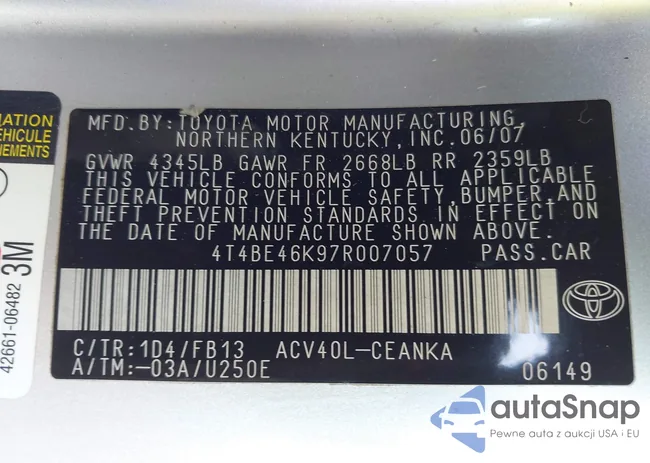 MFD.BY:TOYOTA MOTOR MANUFACTURING,
NORTHERN KENTUCKY,INC.06/07
GVWR 4345LB GAWR FR 2668LB RR 2359LB
THIS VEHICLE CONFORMS TO ALL APPLICABLE
FEDERAL MOTOR VEHICLE SAFETY,BUMPER,AND
THEFT PREVENTION STANDARDS IN EFFECT ON
THE DATE OF MANUFACTURE SHOWN ABOVE.
4T4BE46K97R007057 PASS.CAR
C/TR:1D4/FB13 ACV40L-CEANKA
A/TM:-03A/U250E 06149
42661-06482 3M
autaSnap
Pewne auta z aukcji USA i EU